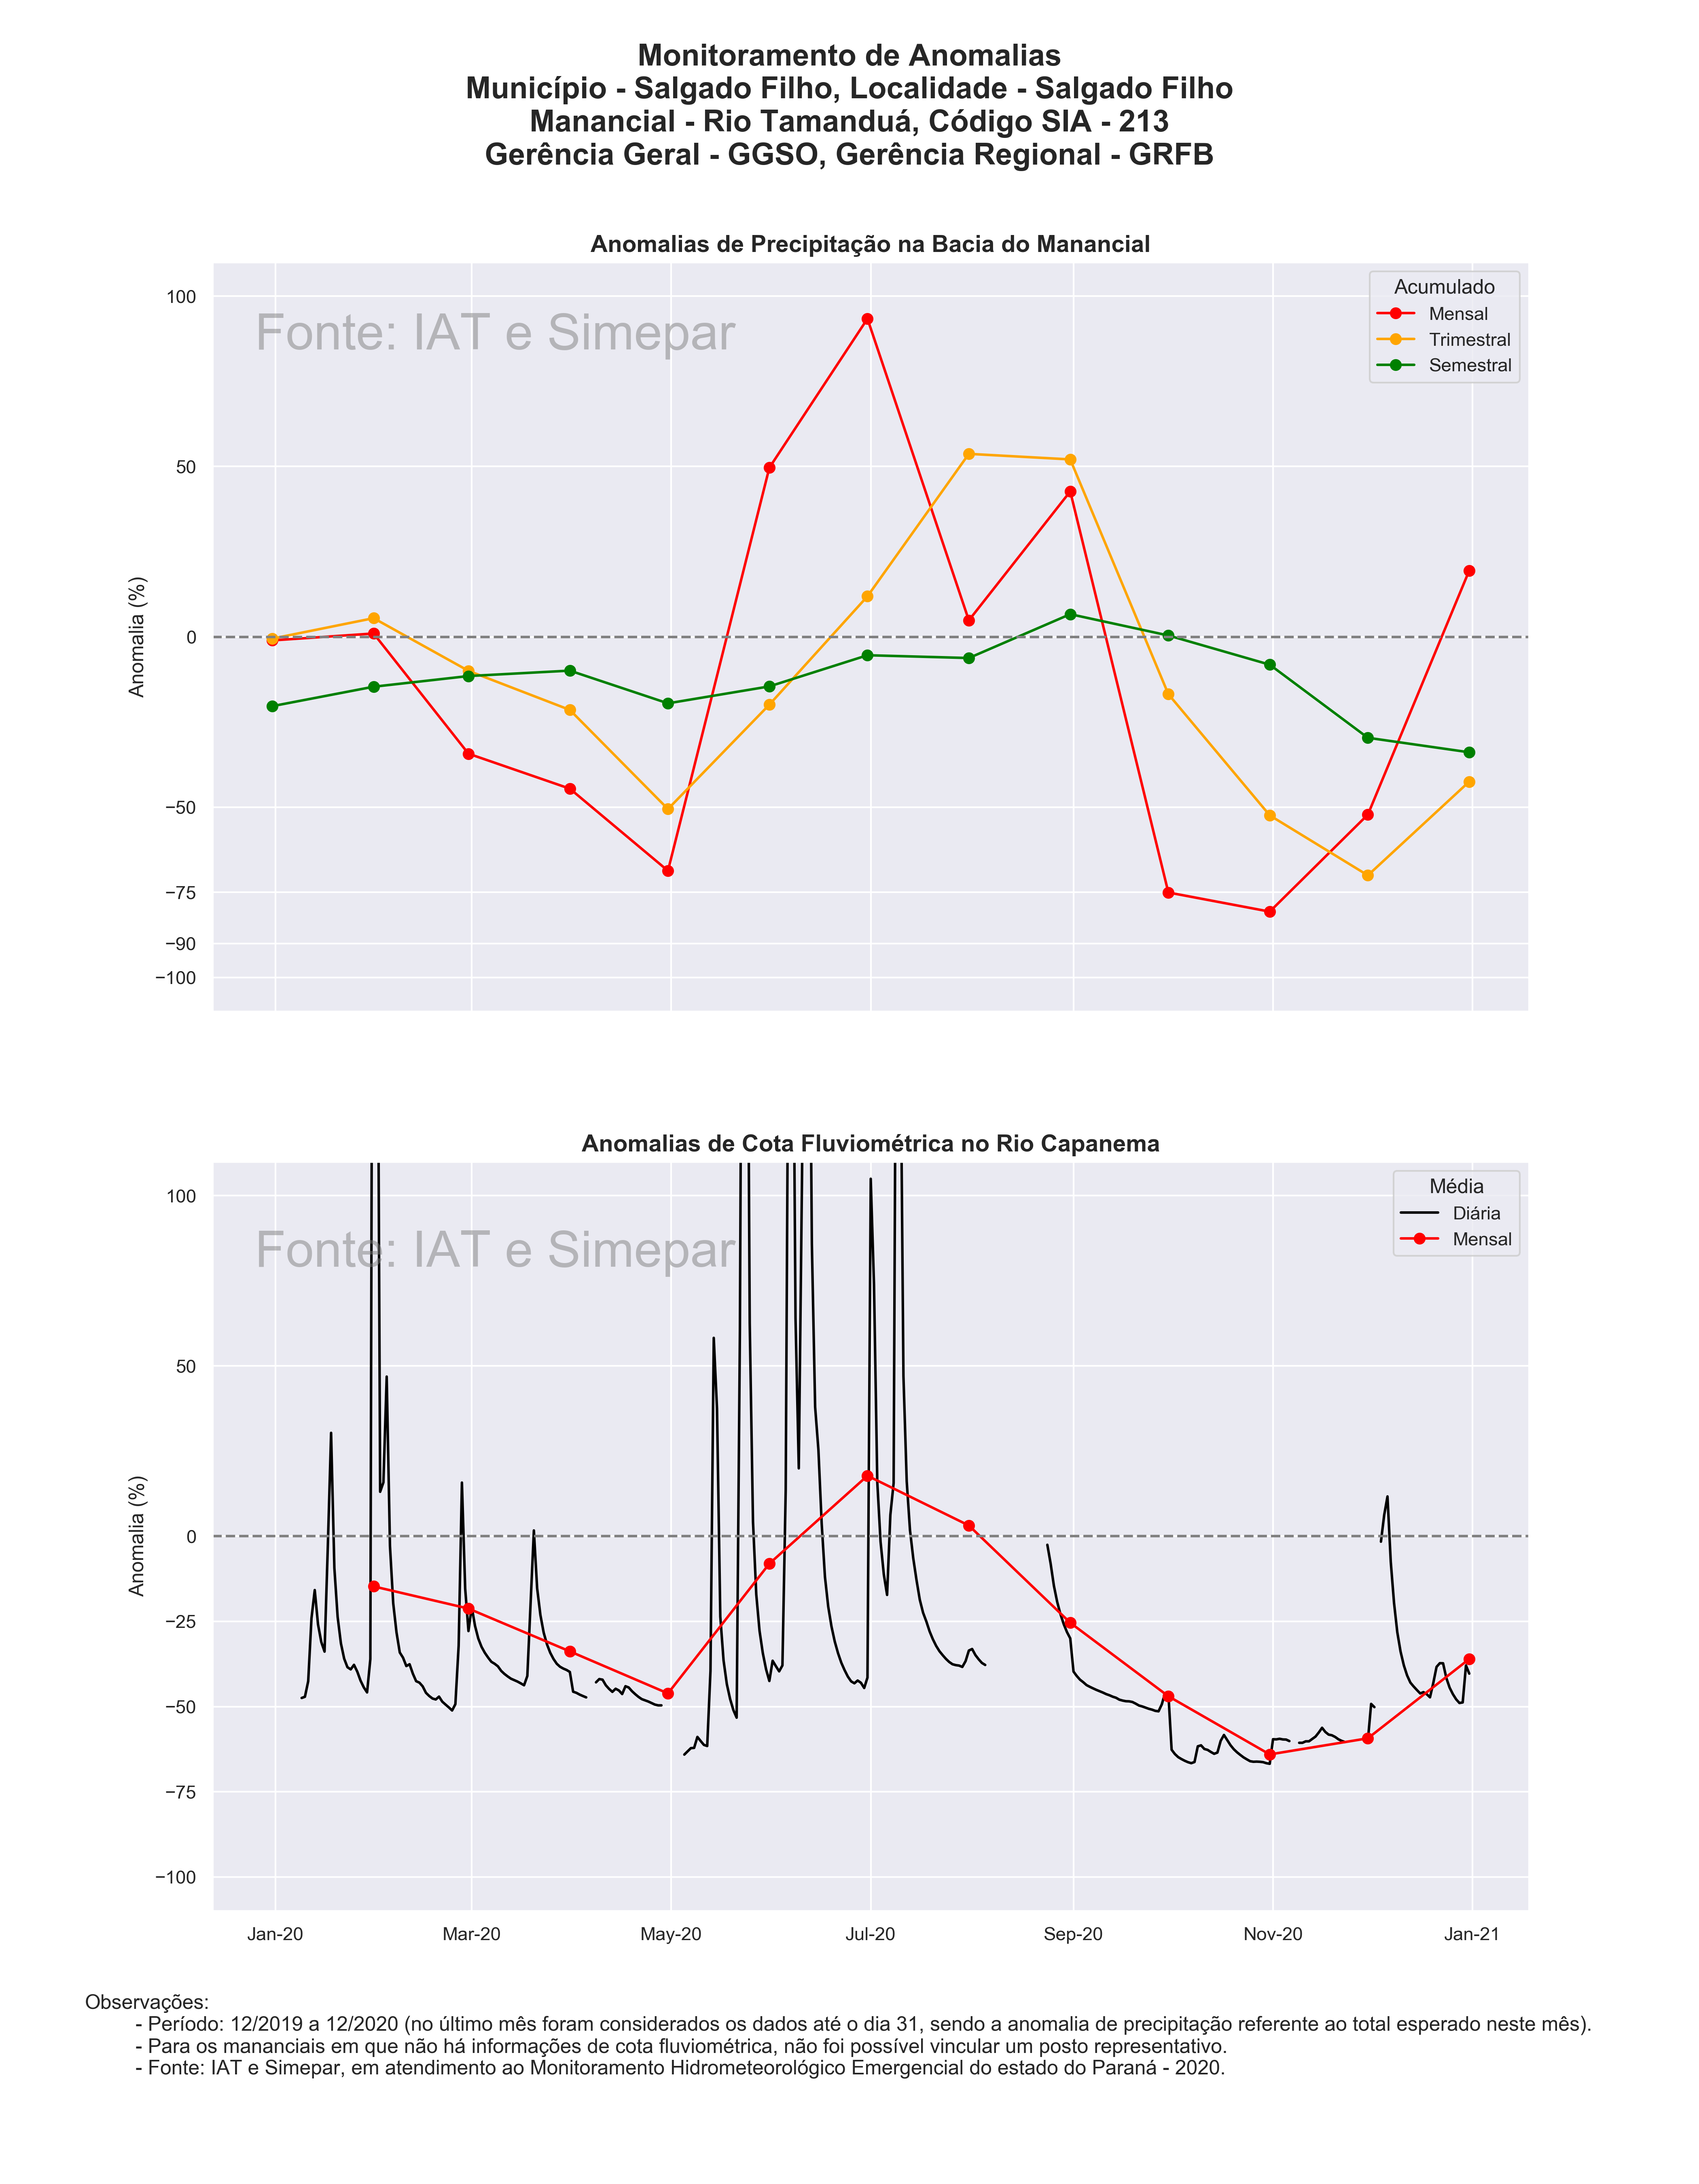 Monitoramento de Anomalias
Município - Salgado Filho, Localidade - Salgado Filho
Manancial - Rio Tamanduá, Código SIA - 213
Gerência Geral - GGSO, Gerência Regional - GRFB
Anomalias de Precipitação na Bacia do Manancial
Fonte: IAT e Simepar
Acumulado
Mensal
Trimestral
Semestral
Anomalia (%)
100
50
0
−50
−75
−90
−100
Anomalias de Cota Fluviométrica no Rio Capanema
Fonte: IAT e Simepar
Média
Diária
Mensal
Anomalia (%)
100
50
0
−25
−50
−75
−100
Jan-20 Mar-20 May-20 Jul-20 Sep-20 Nov-20 Jan-21
Observações:
- Período: 12/2019 a 12/2020 (no último mês foram considerados os dados até o dia 31, sendo a anomalia de precipitação referente ao total esperado neste mês).
- Para os mananciais em que não há informações de cota fluviométrica, não foi possível vincular um posto representativo.
- Fonte: IAT e Simepar, em atendimento ao Monitoramento Hidrometeorológico Emergencial do estado do Paraná - 2020.